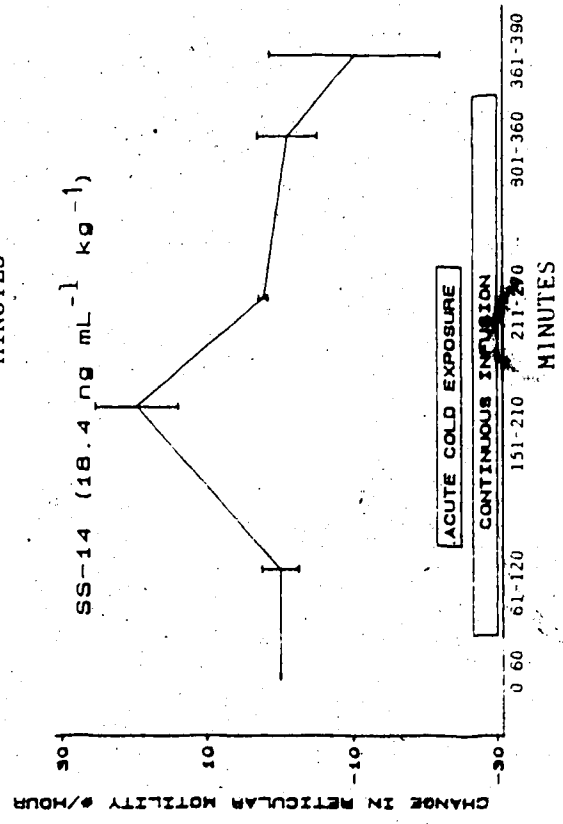 MINUTES
SS-14 (18.4 ng mL⁻¹ kg⁻¹)
CHANGE IN RETICULAR MOTILITY #/HOUR
30
10
-10
-30
ACUTE COLD EXPOSURE
CONTINUOUS INFUSION
0 60
61-120
151-210
211-270
301-360
361-390
MINUTES